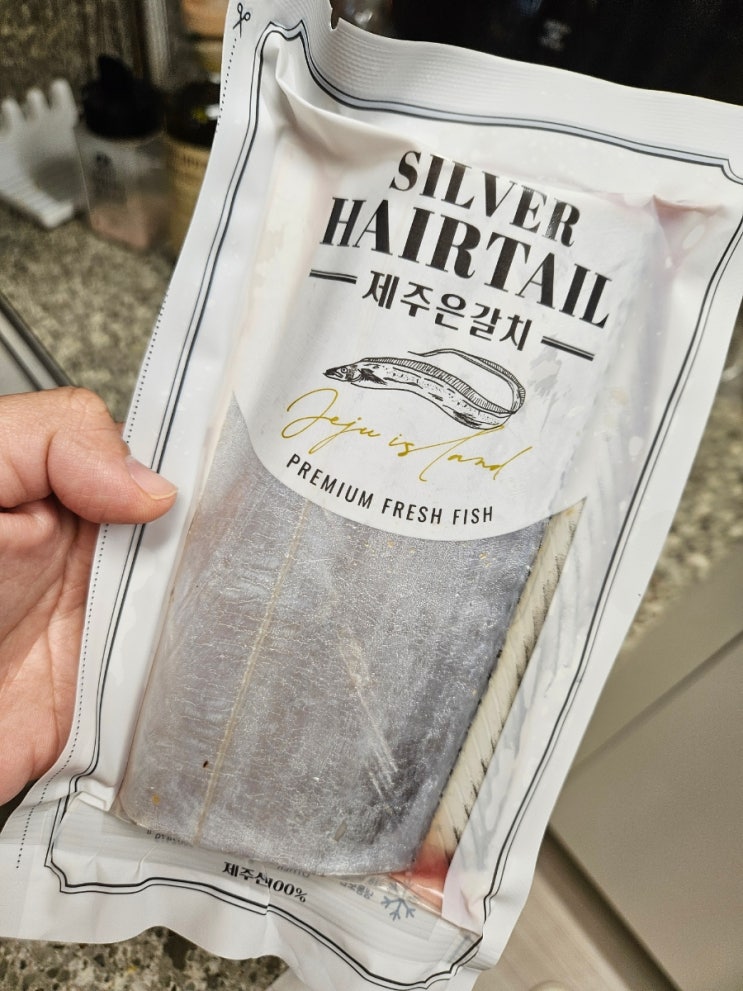 SILVER
HAIRTAIL
제주은갈치
Jeju island
PREMIUM FRESH FISH
제주산100%